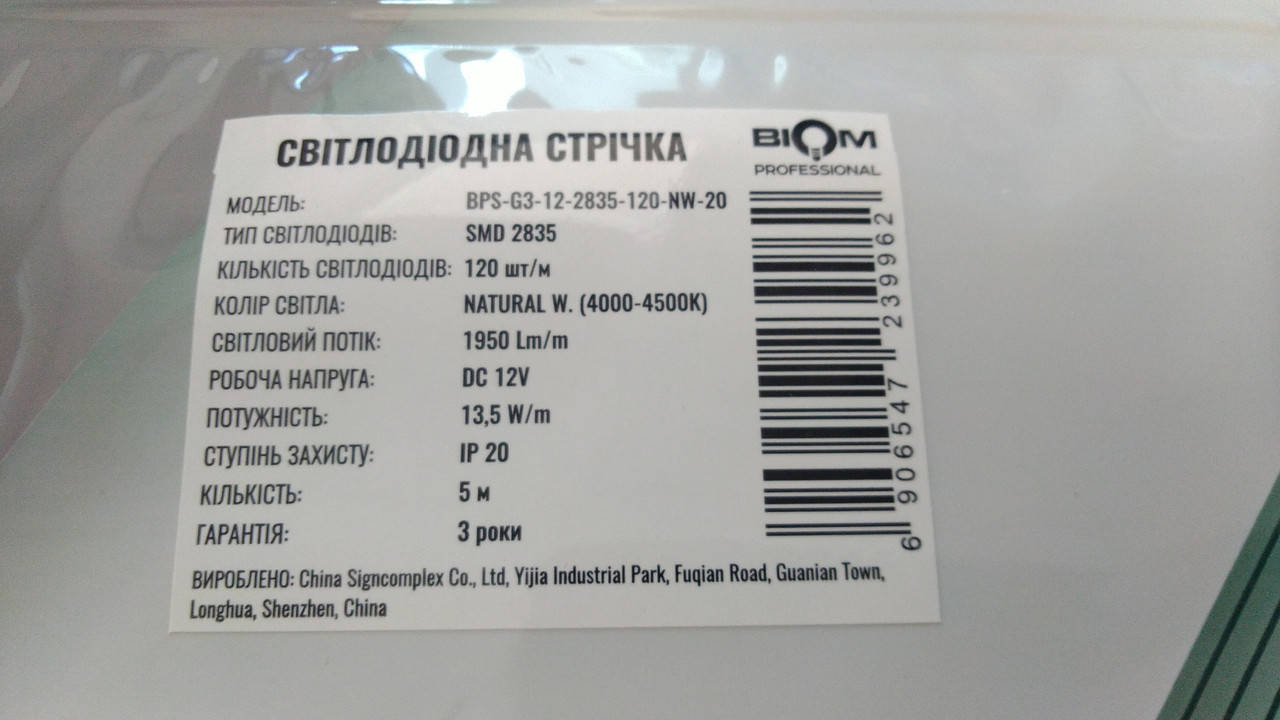 СВІТЛОДІОДНА СТРІЧКА
BIOM
PROFESSIONAL
МОДЕЛЬ: BPS-G3-12-2835-120-NW-20
ТИП СВІТЛОДІОДІВ: SMD 2835
КІЛЬКІСТЬ СВІТЛОДІОДІВ: 120 шт/м
КОЛІР СВІТЛА: NATURAL W. (4000-4500K)
СВІТЛОВИЙ ПОТІК: 1950 Lm/m
РОБОЧА НАПРУГА: DC 12V
ПОТУЖНІСТЬ: 13,5 W/m
СТУПІНЬ ЗАХИСТУ: IP 20
КІЛЬКІСТЬ: 5 м
ГАРАНТІЯ: 3 роки
ВИРОБЛЕНО: China Signcomplex Co., Ltd, Yijia Industrial Park, Fuqian Road, Guanian Town,
Longhua, Shenzhen, China
6 906547 239962